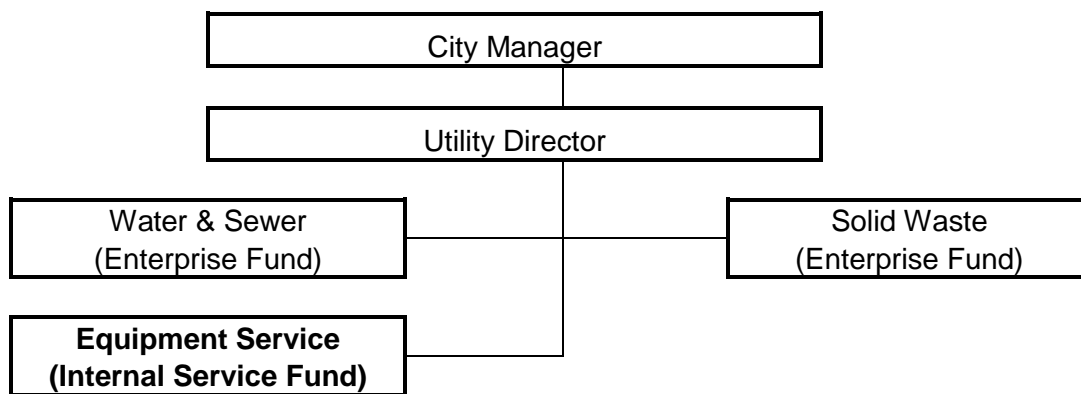 City Manager
Utility Director
Water & Sewer
(Enterprise Fund)
Solid Waste
(Enterprise Fund)
Equipment Service
(Internal Service Fund)